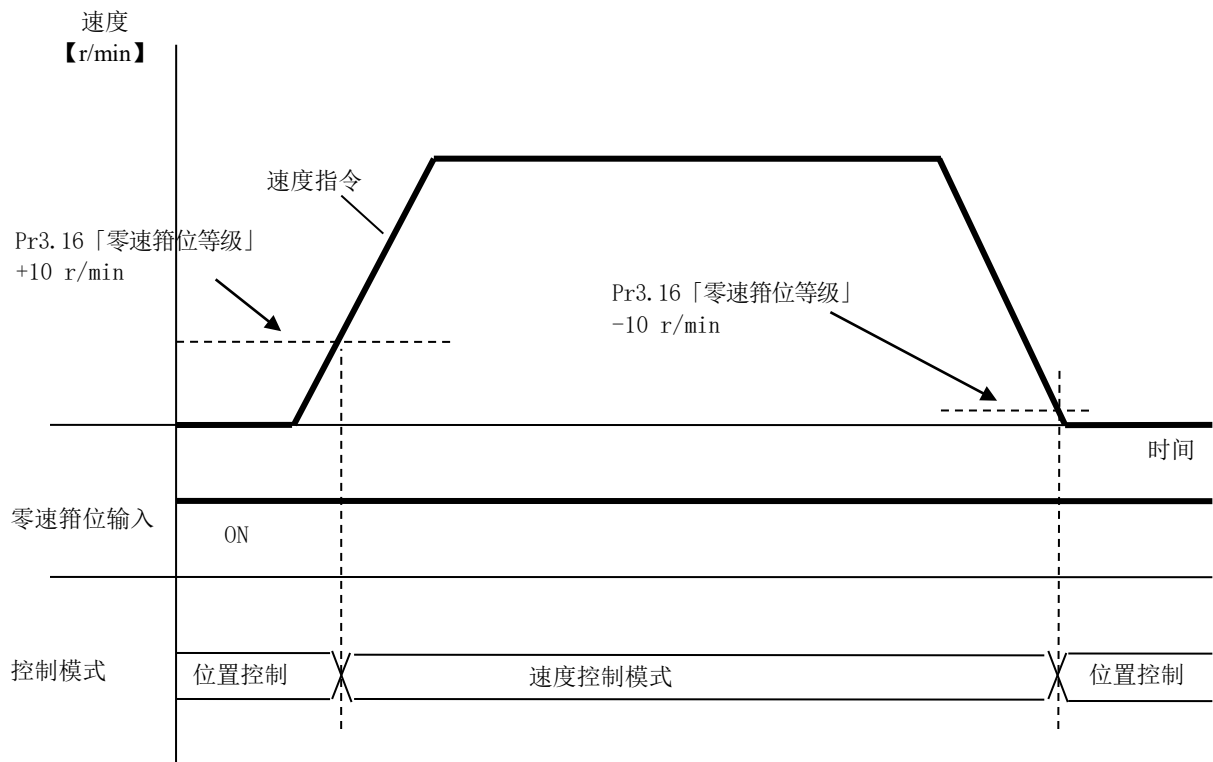 速度
【r/min】
速度指令
Pr3.16「零速箝位等级」
+10 r/min
Pr3.16「零速箝位等级」
-10 r/min
时间
零速箝位输入
ON
控制模式
位置控制
速度控制模式
位置控制